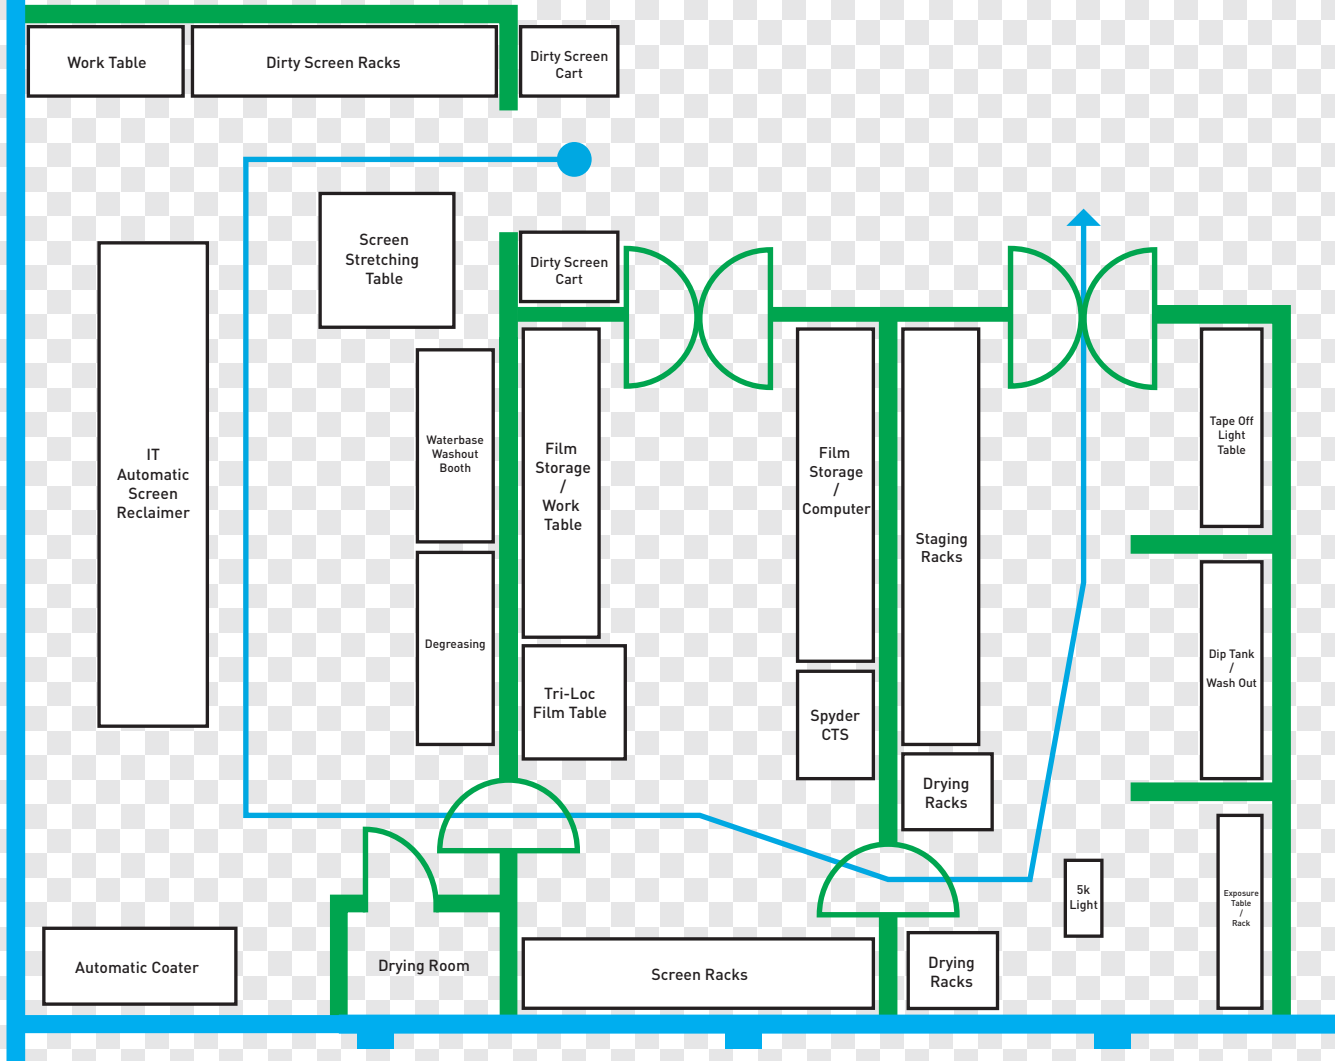 Work Table
Dirty Screen Racks
Dirty Screen
Cart
Screen
Stretching
Table
Dirty Screen
Cart
IT
Automatic
Screen
Reclaimer
Waterbase
Washout
Booth
Film
Storage
/
Work
Table
Film
Storage
/
Computer
Staging
Racks
Tape Off
Light
Table
Degreasing
Tri-Loc
Film Table
Spyder
CTS
Dip Tank
/
Wash Out
Drying
Racks
5k
Light
Exposure
Table
/
Rack
Automatic Coater
Drying Room
Screen Racks
Drying
Racks